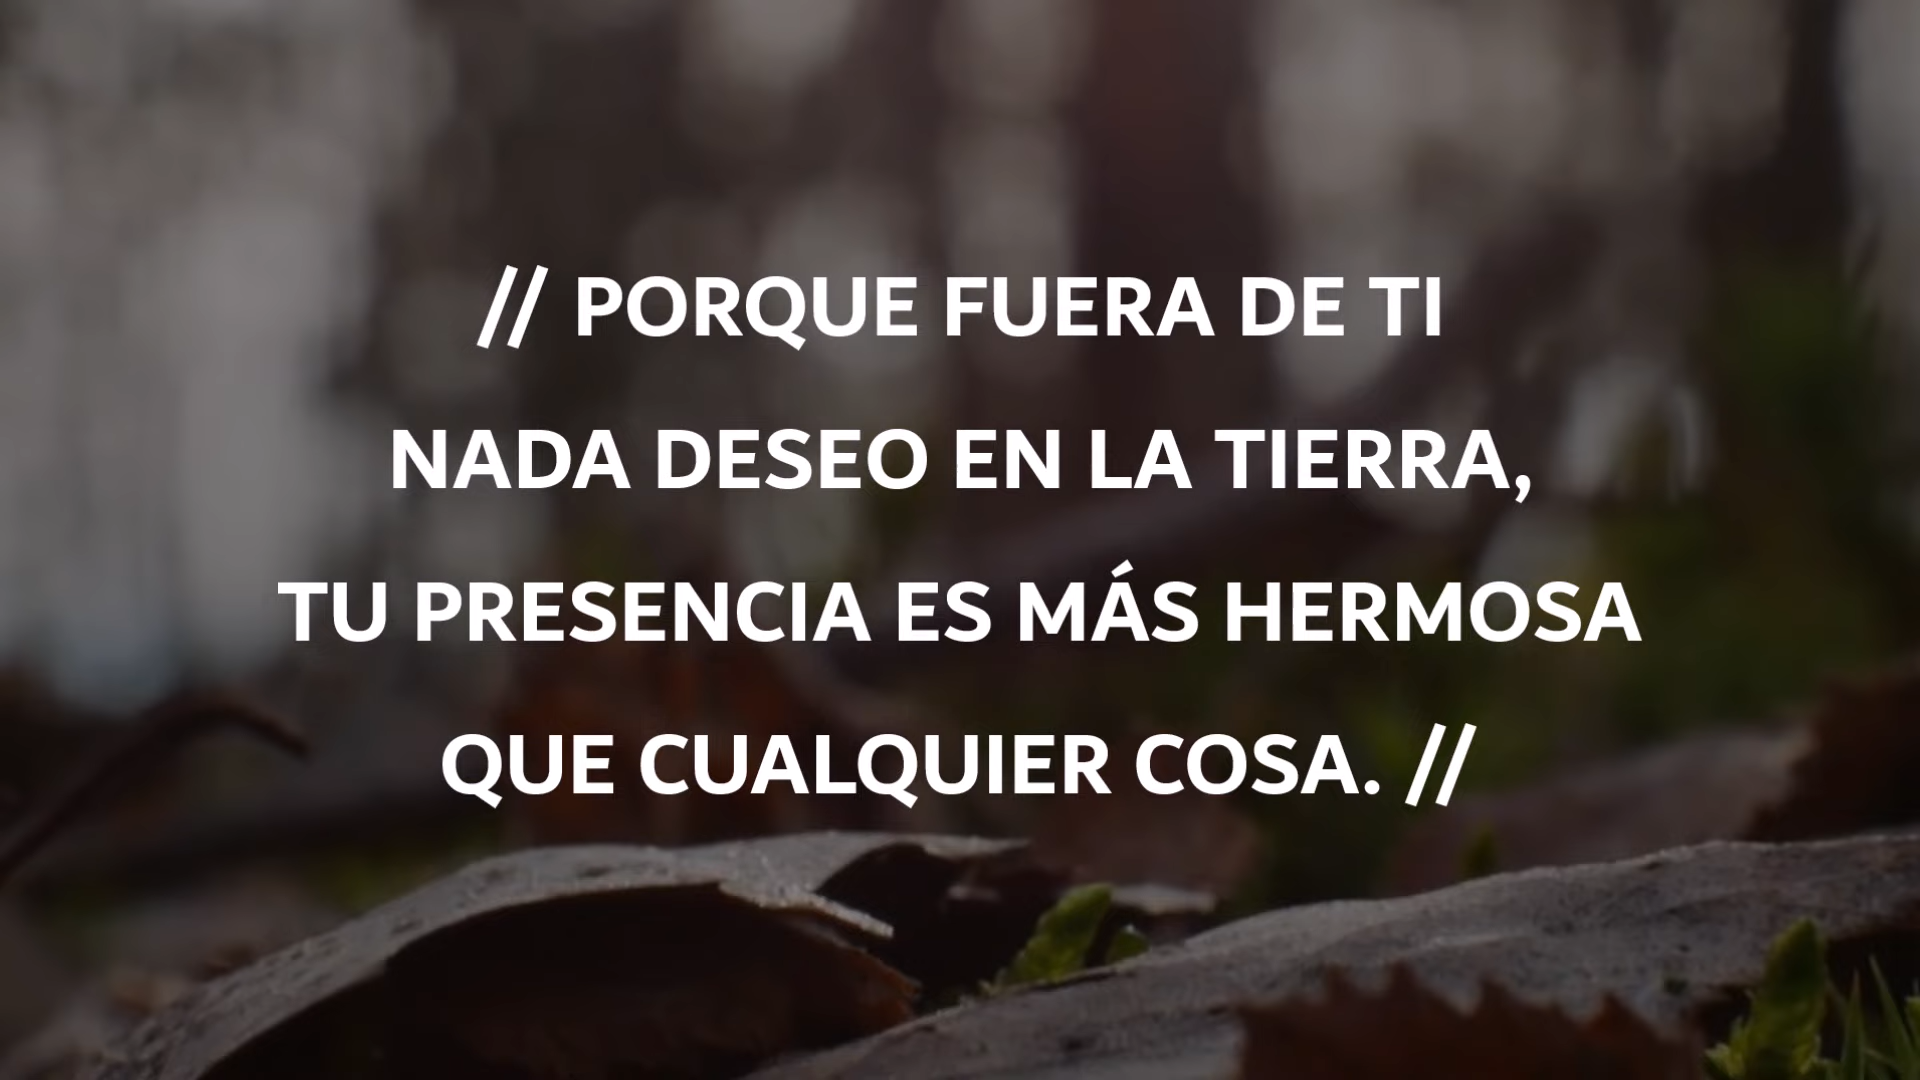 // PORQUE FUERA DE TI
NADA DESEO EN LA TIERRA,
TU PRESENCIA ES MÁS HERMOSA
QUE CUALQUIER COSA. //